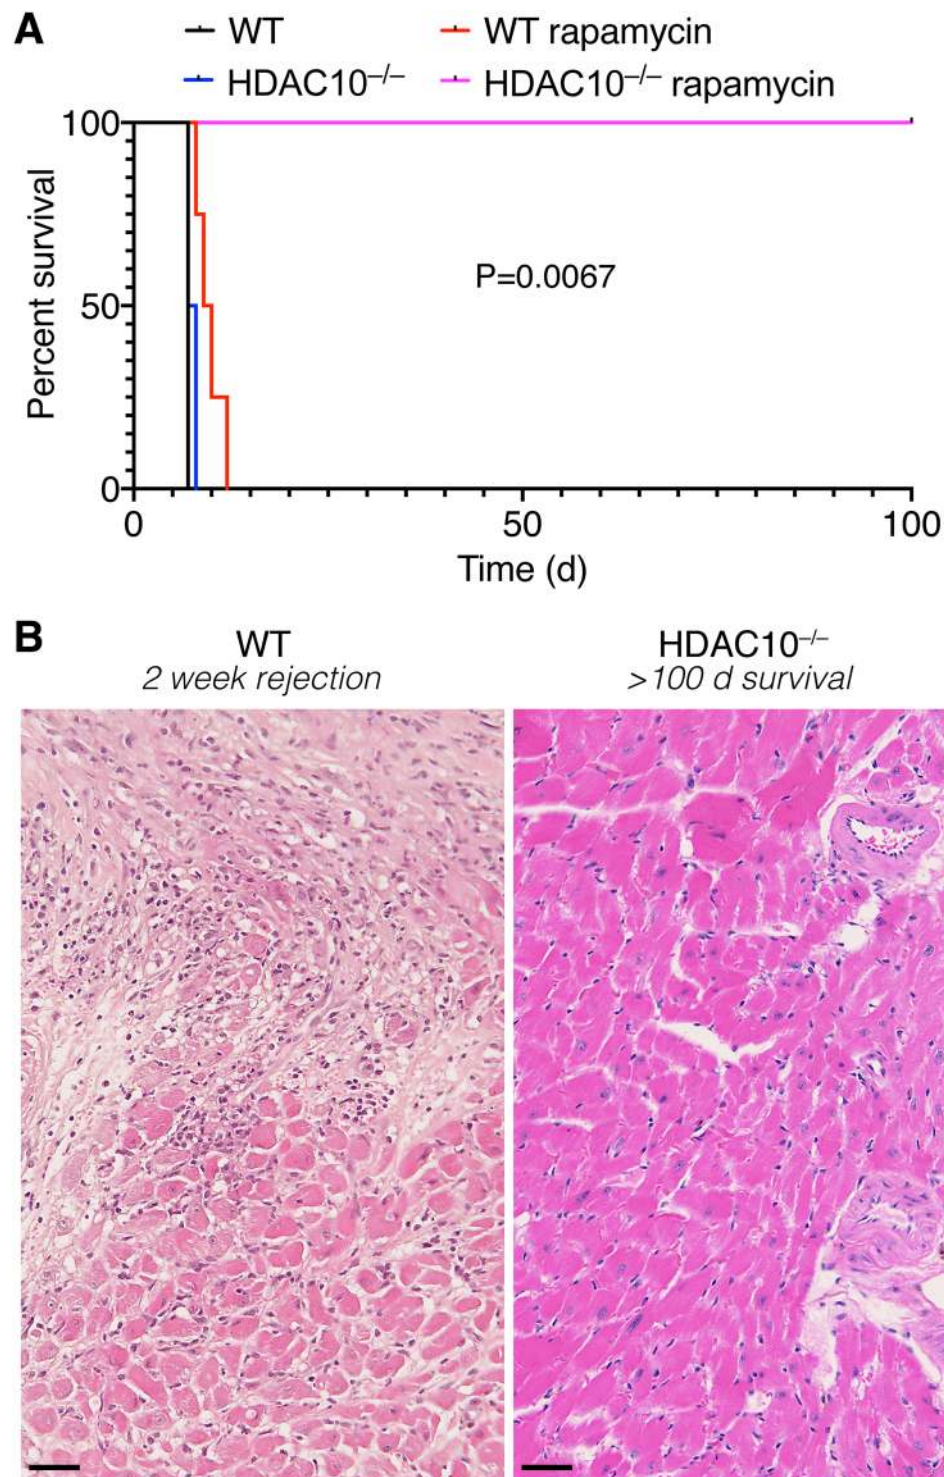 A
WT
WT rapamycin
HDAC10–/–
HDAC10–/– rapamycin
100
50
0
Percent survival
P=0.0067
0
50
100
Time (d)
B
WT
2 week rejection
HDAC10–/–
>100 d survival